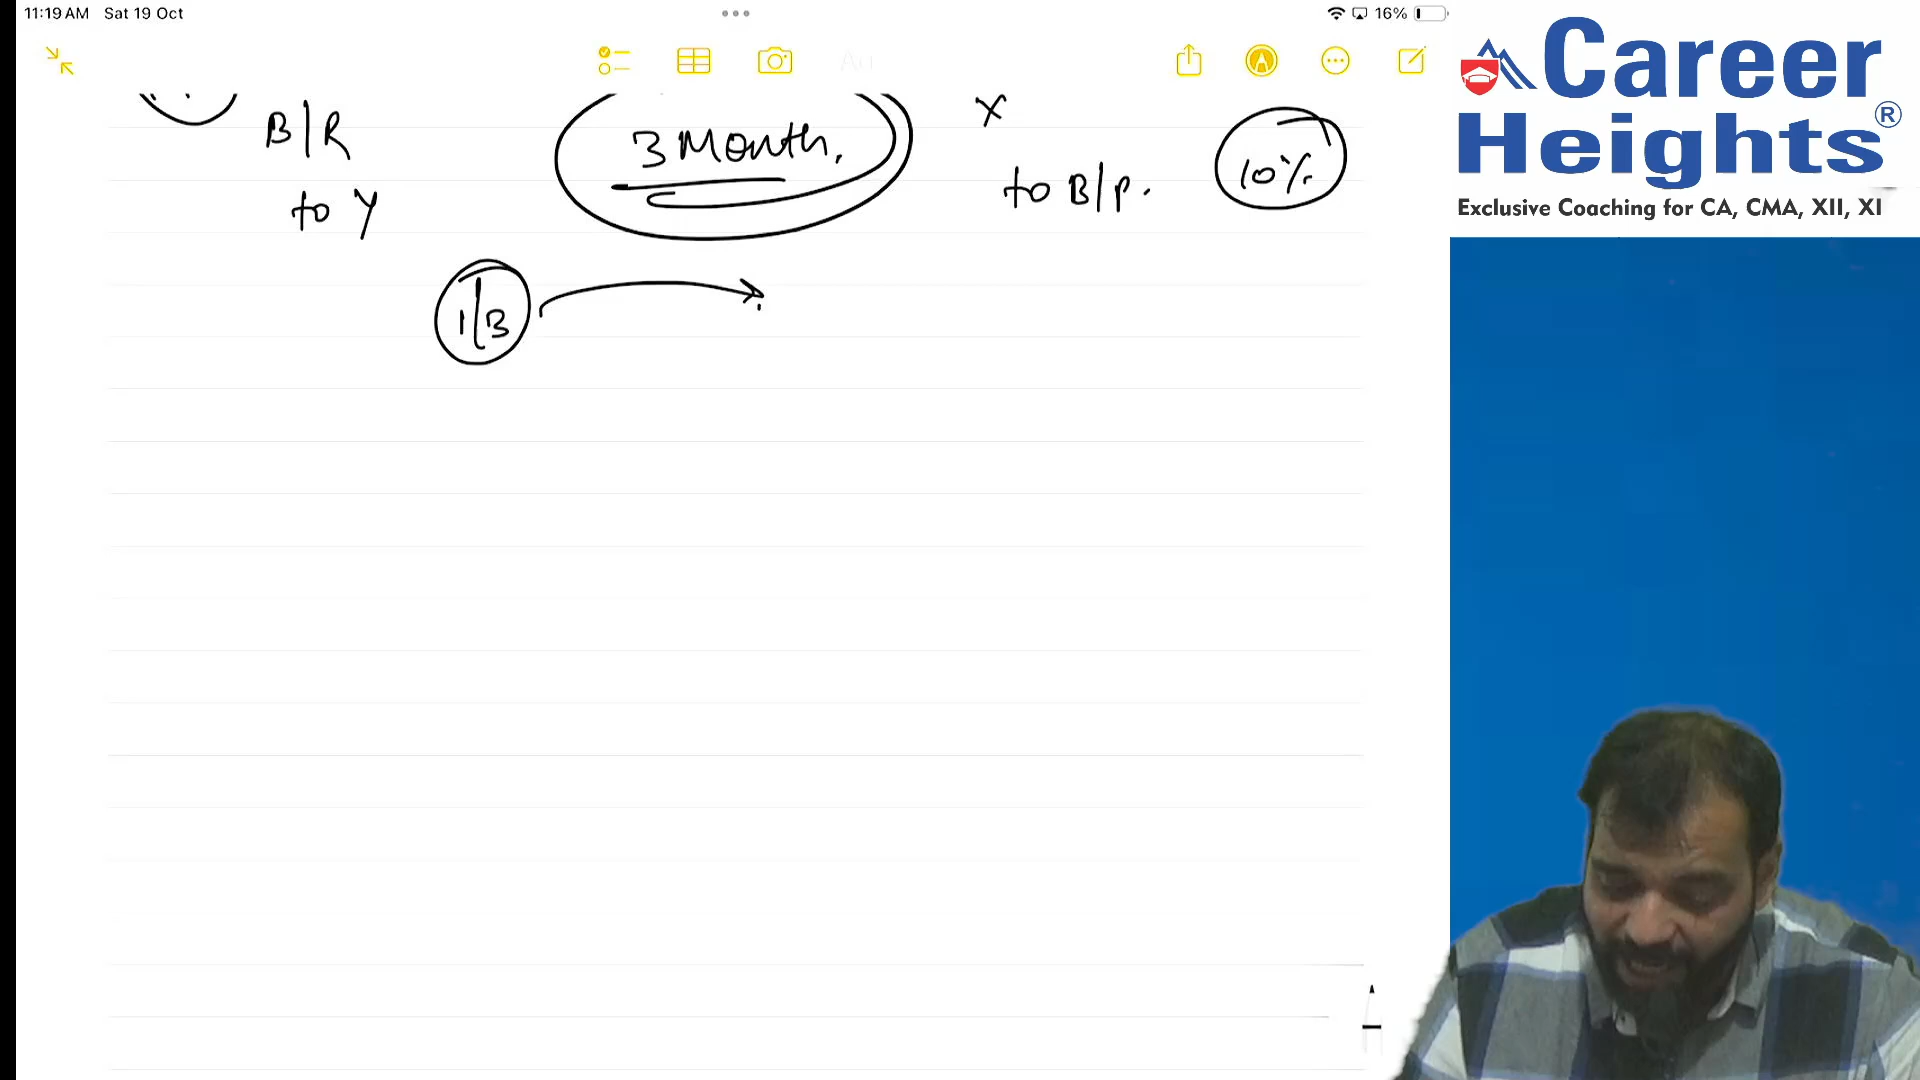 11:19 AM Sat 19 Oct
16%
Career
Heights®
Exclusive Coaching for CA, CMA, XII, XI
B/R
to Y
3 Month.
X
to B/P.
10%
1/3